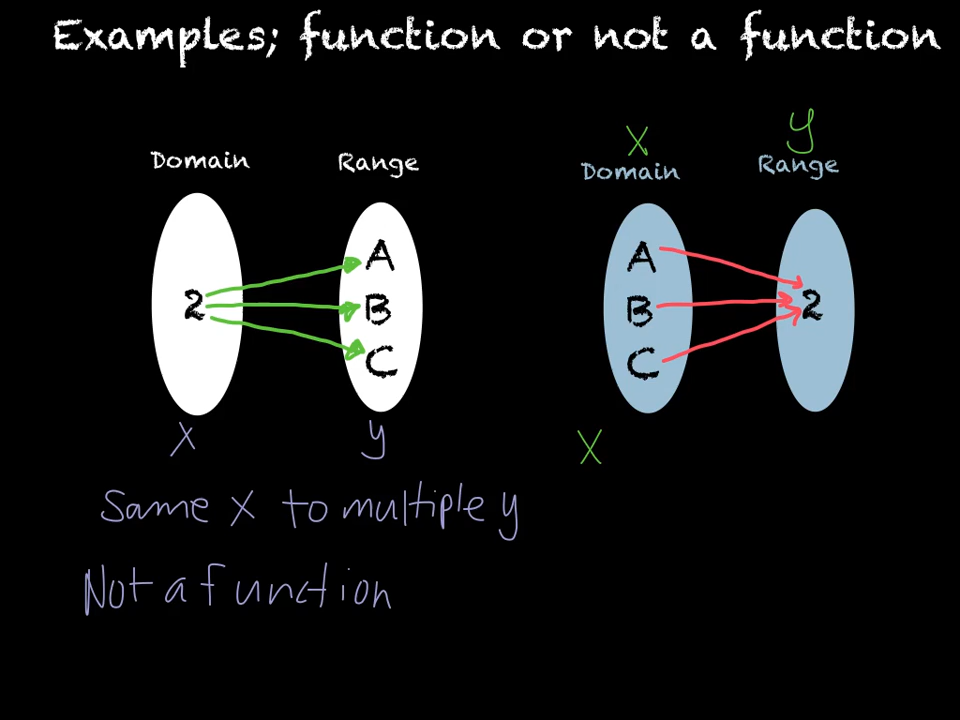 Examples; function or not a function
Domain
Range
2
A
B
C
x
y
Same x to multiple y
Not a function
X
y
Domain
Range
A
B
C
2
X